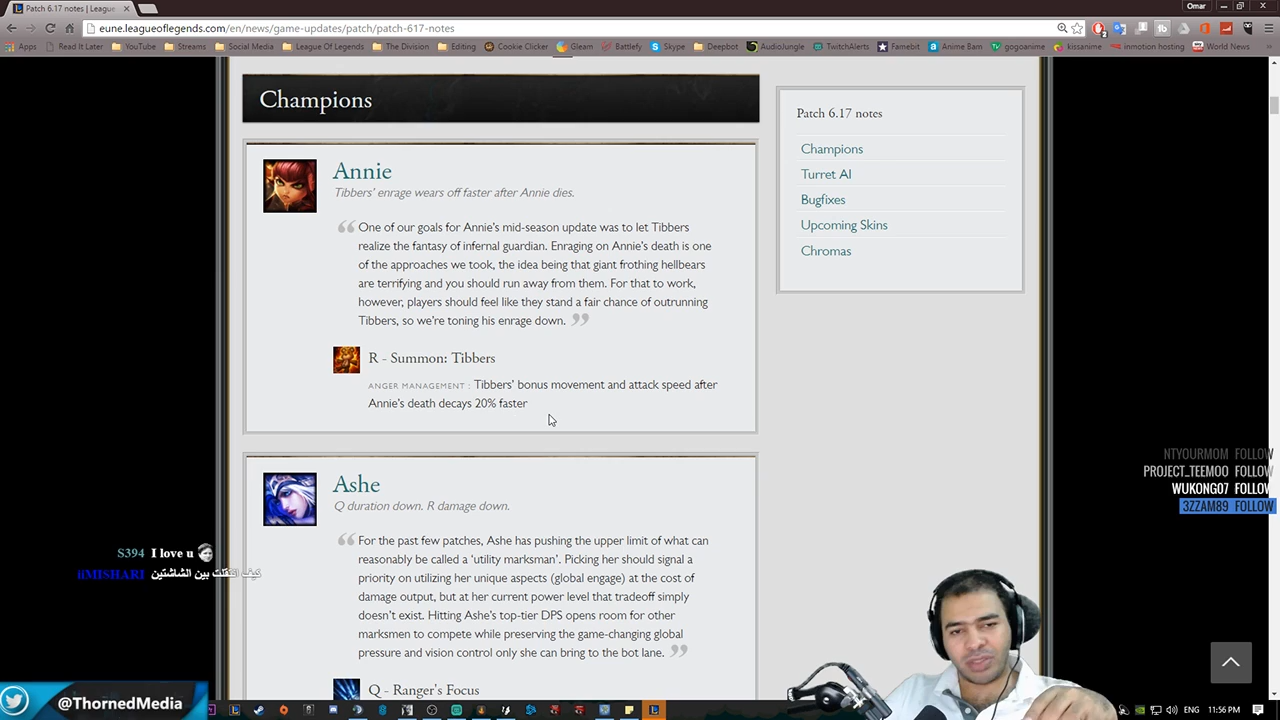 Patch 6.17 notes | League
Omar
eune.leagueoflegends.com/en/news/game-updates/patch/patch-617-notes
Apps Read It Later YouTube Streams Social Media League Of Legends The Division Editing Cookie Clicker Gleam Battlefy Skype Deepbot AudioJungle TwitchAlerts Famebit Anime Bam gogoanime kissanime inmotion hosting World News
Champions
Annie
Tibbers' enrage wears off faster after Annie dies.
One of our goals for Annie's mid-season update was to let Tibbers
realize the fantasy of infernal guardian. Enraging on Annie's death is one
of the approaches we took, the idea being that giant frothing hellbears
are terrifying and you should run away from them. For that to work,
however, players should feel like they stand a fair chance of outrunning
Tibbers, so we're toning his enrage down.
R - Summon: Tibbers
ANGER MANAGEMENT : Tibbers' bonus movement and attack speed after
Annie's death decays 20% faster
Ashe
Q duration down. R damage down.
For the past few patches, Ashe has pushing the upper limit of what can
reasonably be called a 'utility marksman'. Picking her should signal a
priority on utilizing her unique aspects (global engage) at the cost of
damage output, but at her current power level that tradeoff simply
doesn't exist. Hitting Ashe's top-tier DPS opens room for other
marksmen to compete while preserving the game-changing global
pressure and vision control only she can bring to the bot lane.
Q - Ranger's Focus
Patch 6.17 notes
Champions
Turret AI
Bugfixes
Upcoming Skins
Chromas
NTYOURMOM FOLLOW
PROJECT_TEEMOO FOLLOW
WUKONG07 FOLLOW
3ZZAM89 FOLLOW
S394 I love u
iiMISHARI كيف انتقلت بين الشاشتين
@ThornedMedia
ENG 11:56 PM